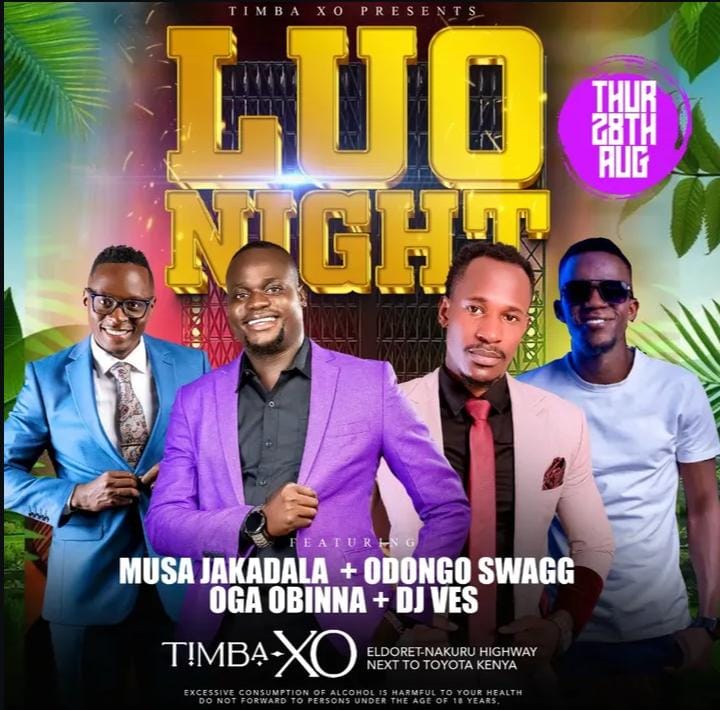 TIMBA XO PRESENTS
LUO
NIGHT
THUR
28TH
AUG
FEATURING
MUSA JAKADALA + ODONGO SWAGG
OGA OBINNA + DJ VES
TIMBA XO
ELDORET-NAKURU HIGHWAY
NEXT TO TOYOTA KENYA
EXCESSIVE CONSUMPTION OF ALCOHOL IS HARMFUL TO YOUR HEALTH
DO NOT FORWARD TO PERSONS UNDER THE AGE OF 18 YEARS.